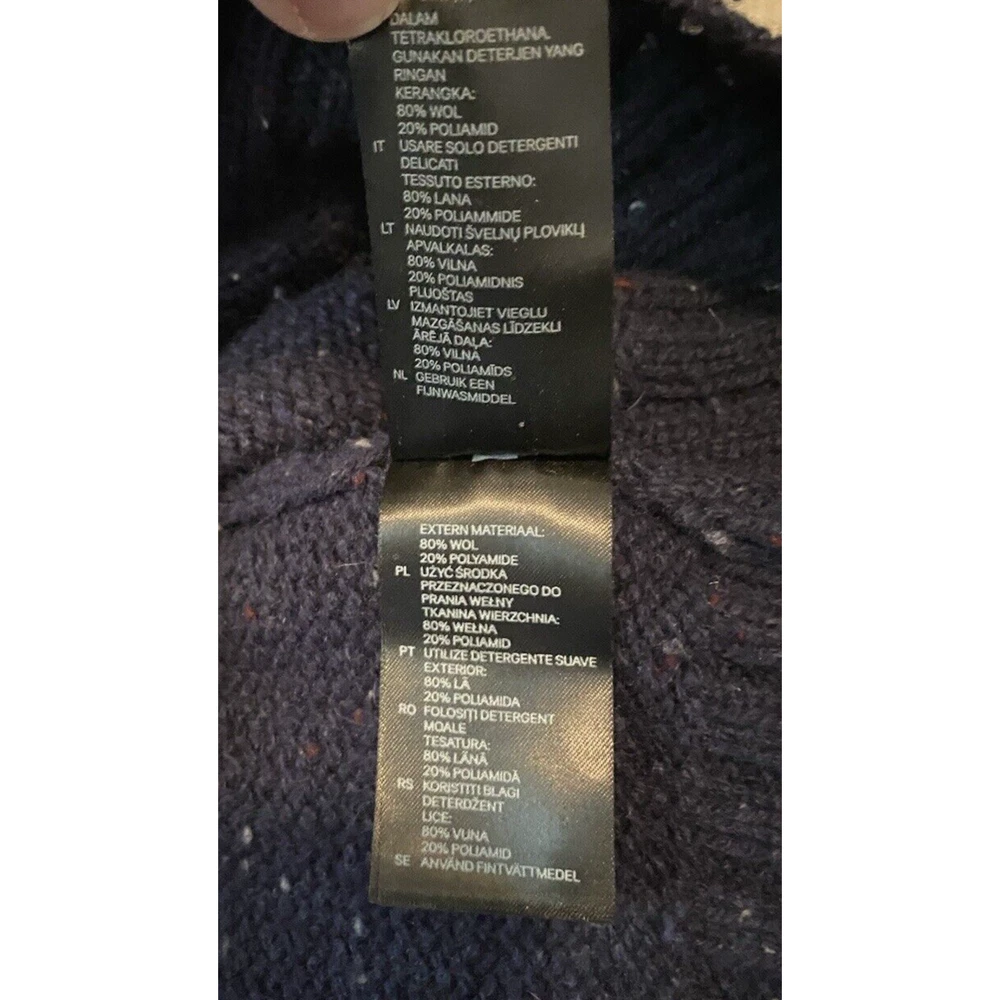 DALAM
TETRAKLOROETHANA.
GUNAKAN DETERJEN YANG
RINGAN
KERANGKA:
80% WOL
20% POLIAMID
IT USARE SOLO DETERGENTI
DELICATI
TESSUTO ESTERNO:
80% LANA
20% POLIAMMIDE
LT NAUDOTI ŠVELNŲ PLOVIKLĮ
APVALKALAS:
80% VILNA
20% POLIAMIDNIS
PLUOŠTAS
LV IZMANTOJIET VIEGLU
MAZGĀŠANAS LĪDZEKLI
ĀRĒJĀ DAĻA:
80% VILNA
20% POLIAMĪDS
NL GEBRUIK EEN
FIJNWASMIDDEL
EXTERN MATERIAAL:
80% WOL
20% POLYAMIDE
PL UŻYĆ ŚRODKA
PRZEZNACZONEGO DO
PRANIA WEŁNY
TKANINA WIERZCHNIA:
80% WEŁNA
20% POLIAMID
PT UTILIZE DETERGENTE SUAVE
EXTERIOR:
80% LÃ
20% POLIAMIDA
RO FOLOSIȚI DETERGENT
MOALE
TESATURA:
80% LÂNĂ
20% POLIAMIDĂ
RS KORISTITI BLAGI
DETERDŽENT
LICE:
80% VUNA
20% POLIAMID
SE ANVÄND FINTVÄTTMEDEL